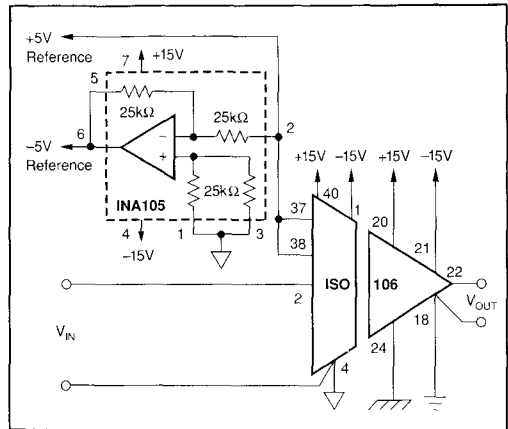 +5V
Reference
7
+15V
5
25kΩ
6
−5V
Reference
−
+
25kΩ
2
25kΩ
INA105
4
−15V
1
3
+15V
−15V
+15V
−15V
40
1
37
38
2
20
21
22
ISO
106
V_OUT
18
24
4
V_IN